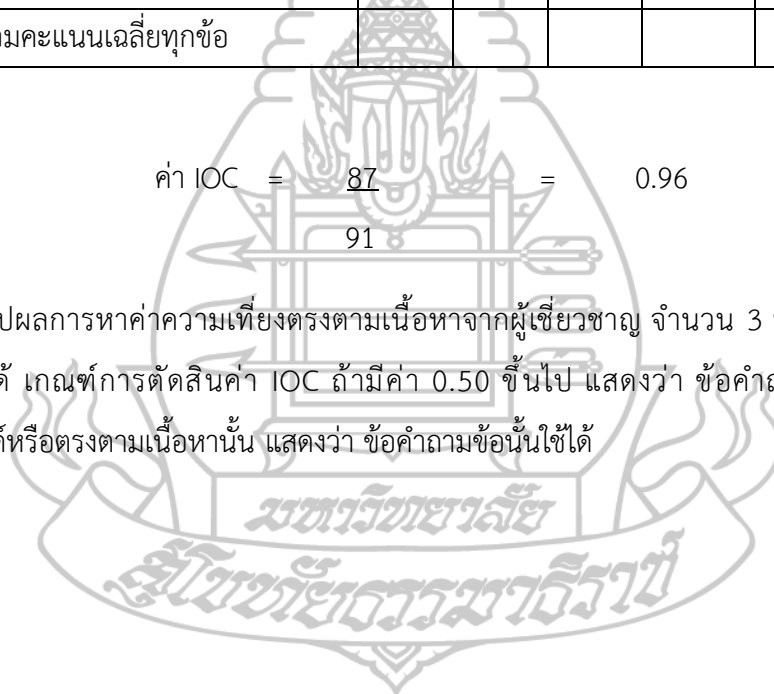 วมคะแนนเฉลี่ยทุกข้อ
ค่า IOC = 87 = 0.96
91
ปผลการหาค่าความเที่ยงตรงตามเนื้อหาจากผู้เชี่ยวชาญ จำนวน 3
ด้ เกณฑ์การตัดสินค่า IOC ถ้ามีค่า 0.50 ขึ้นไป แสดงว่า ข้อคำถ
ค์หรือตรงตามเนื้อหานั้น แสดงว่า ข้อคำถามข้อนั้นใช้ได้
มหาวิทยาลัย
สุโขทัยธรรมาธิราช